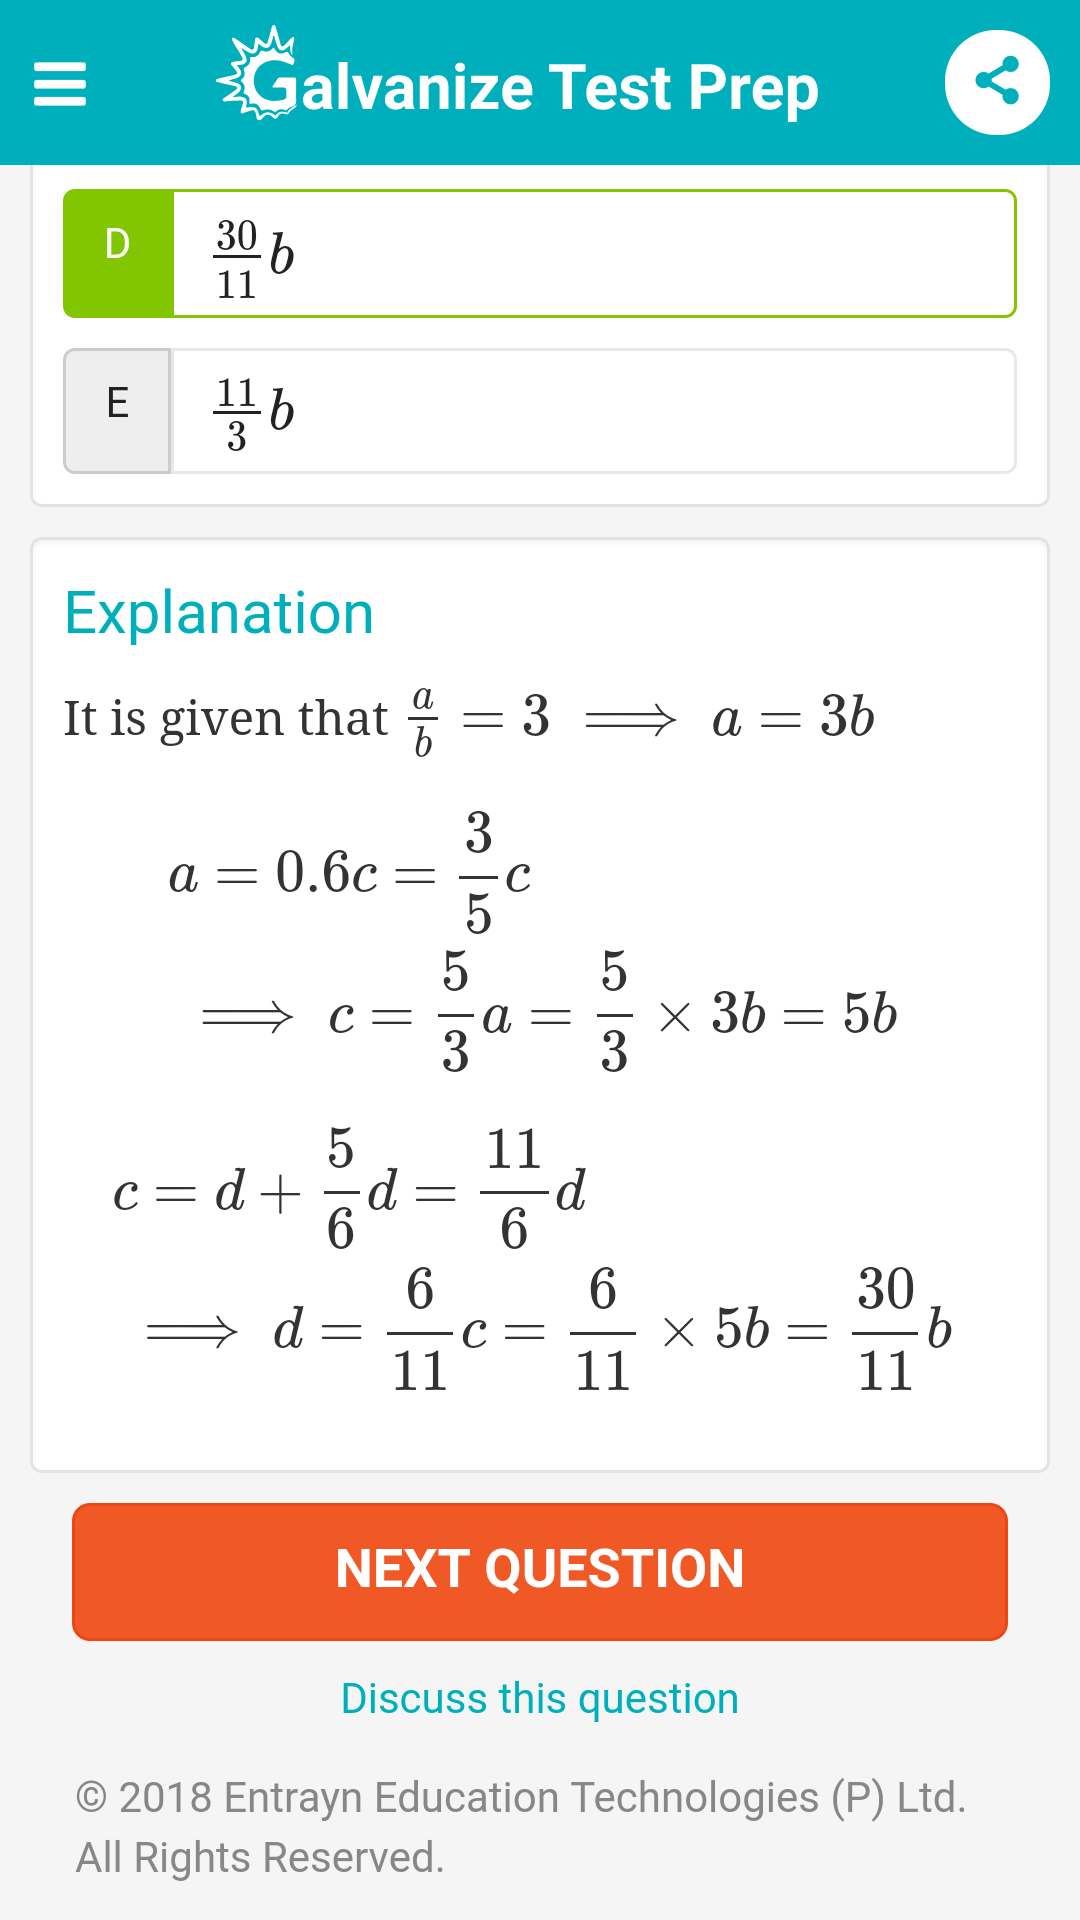 Galvanize Test Prep
D $\frac{30}{11}b$
E $\frac{11}{3}b$
Explanation
It is given that $\frac{a}{b} = 3 \implies a = 3b$
$a = 0.6c = \frac{3}{5}c$
$\implies c = \frac{5}{3}a = \frac{5}{3} \times 3b = 5b$
$c = d + \frac{5}{6}d = \frac{11}{6}d$
$\implies d = \frac{6}{11}c = \frac{6}{11} \times 5b = \frac{30}{11}b$
NEXT QUESTION
Discuss this question
© 2018 Entrayn Education Technologies (P) Ltd.
All Rights Reserved.